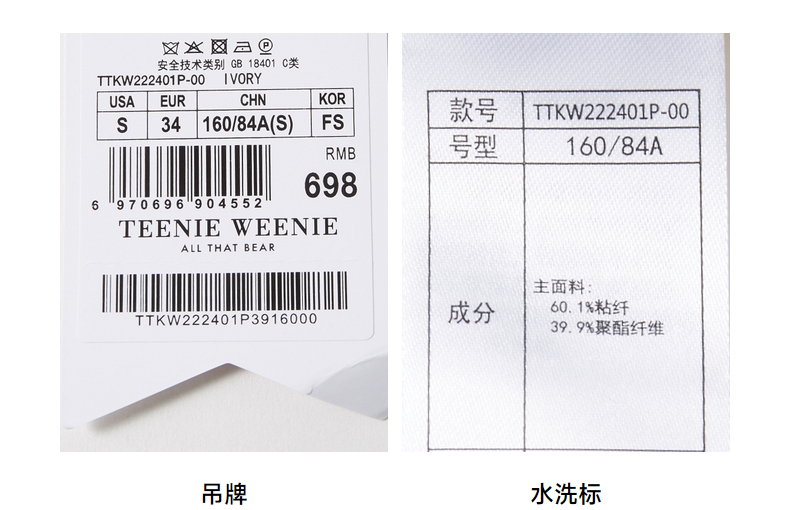 安全技术类别 GB 18401 C类
TTKW222401P-00 IVORY
USA EUR CHN KOR
S 34 160/84A(S) FS
RMB
698
6 970696 904552
TEENIE WEENIE
ALL THAT BEAR
TTKW222401P3916000
吊牌
款号 TTKW222401P-00
号型 160/84A
成分
主面料:
60.1%粘纤
39.9%聚酯纤维
水洗标